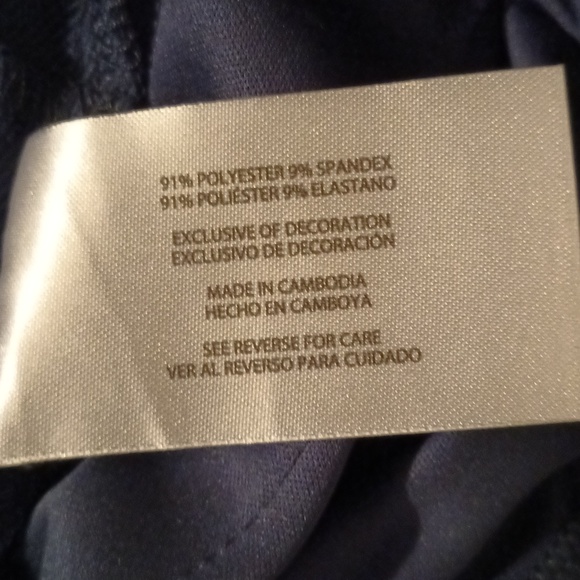 91% POLYESTER 9% SPANDEX
91% POLIÉSTER 9% ELASTANO
EXCLUSIVE OF DECORATION
EXCLUSIVO DE DECORACIÓN
MADE IN CAMBODIA
HECHO EN CAMBOYA
SEE REVERSE FOR CARE
VER AL REVERSO PARA CUIDADO